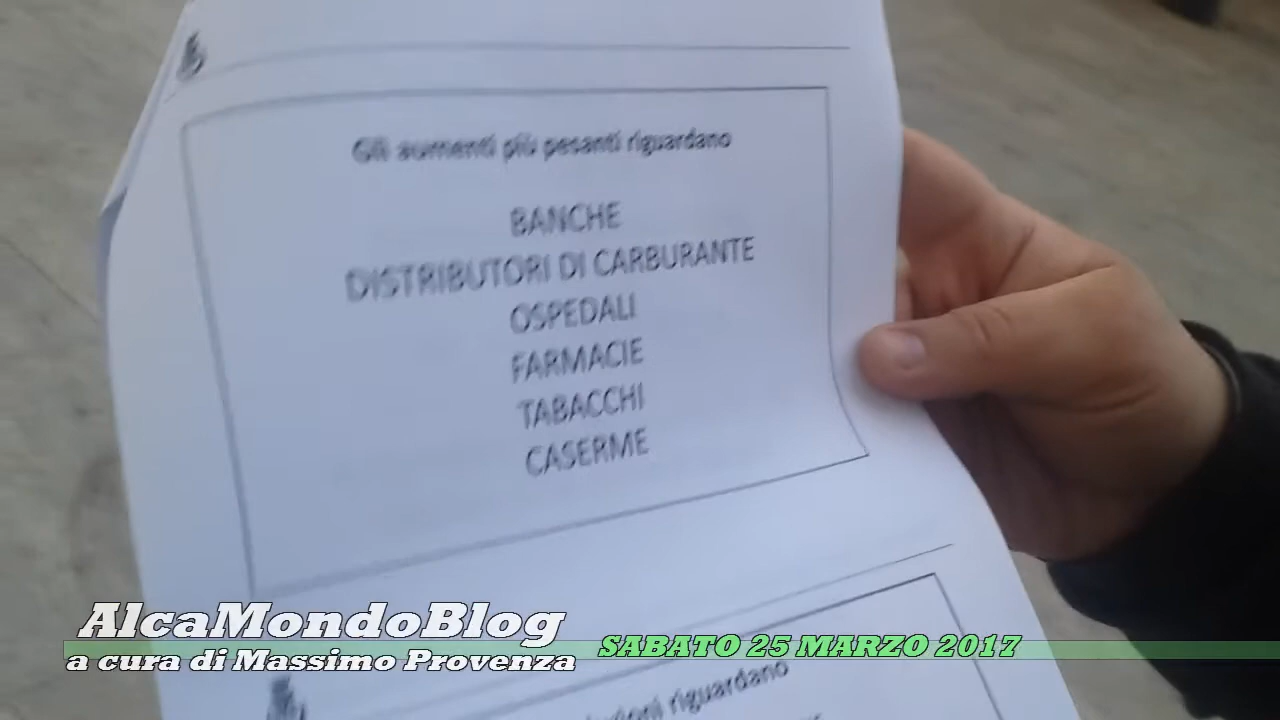 Gli aumenti più pesanti riguardano
BANCHE
DISTRIBUTORI DI CARBURANTE
OSPEDALI
FARMACIE
TABACCHI
CASERME
AlcaMondoBlog
a cura di Massimo Provenza
SABATO 25 MARZO 2017
riguardano